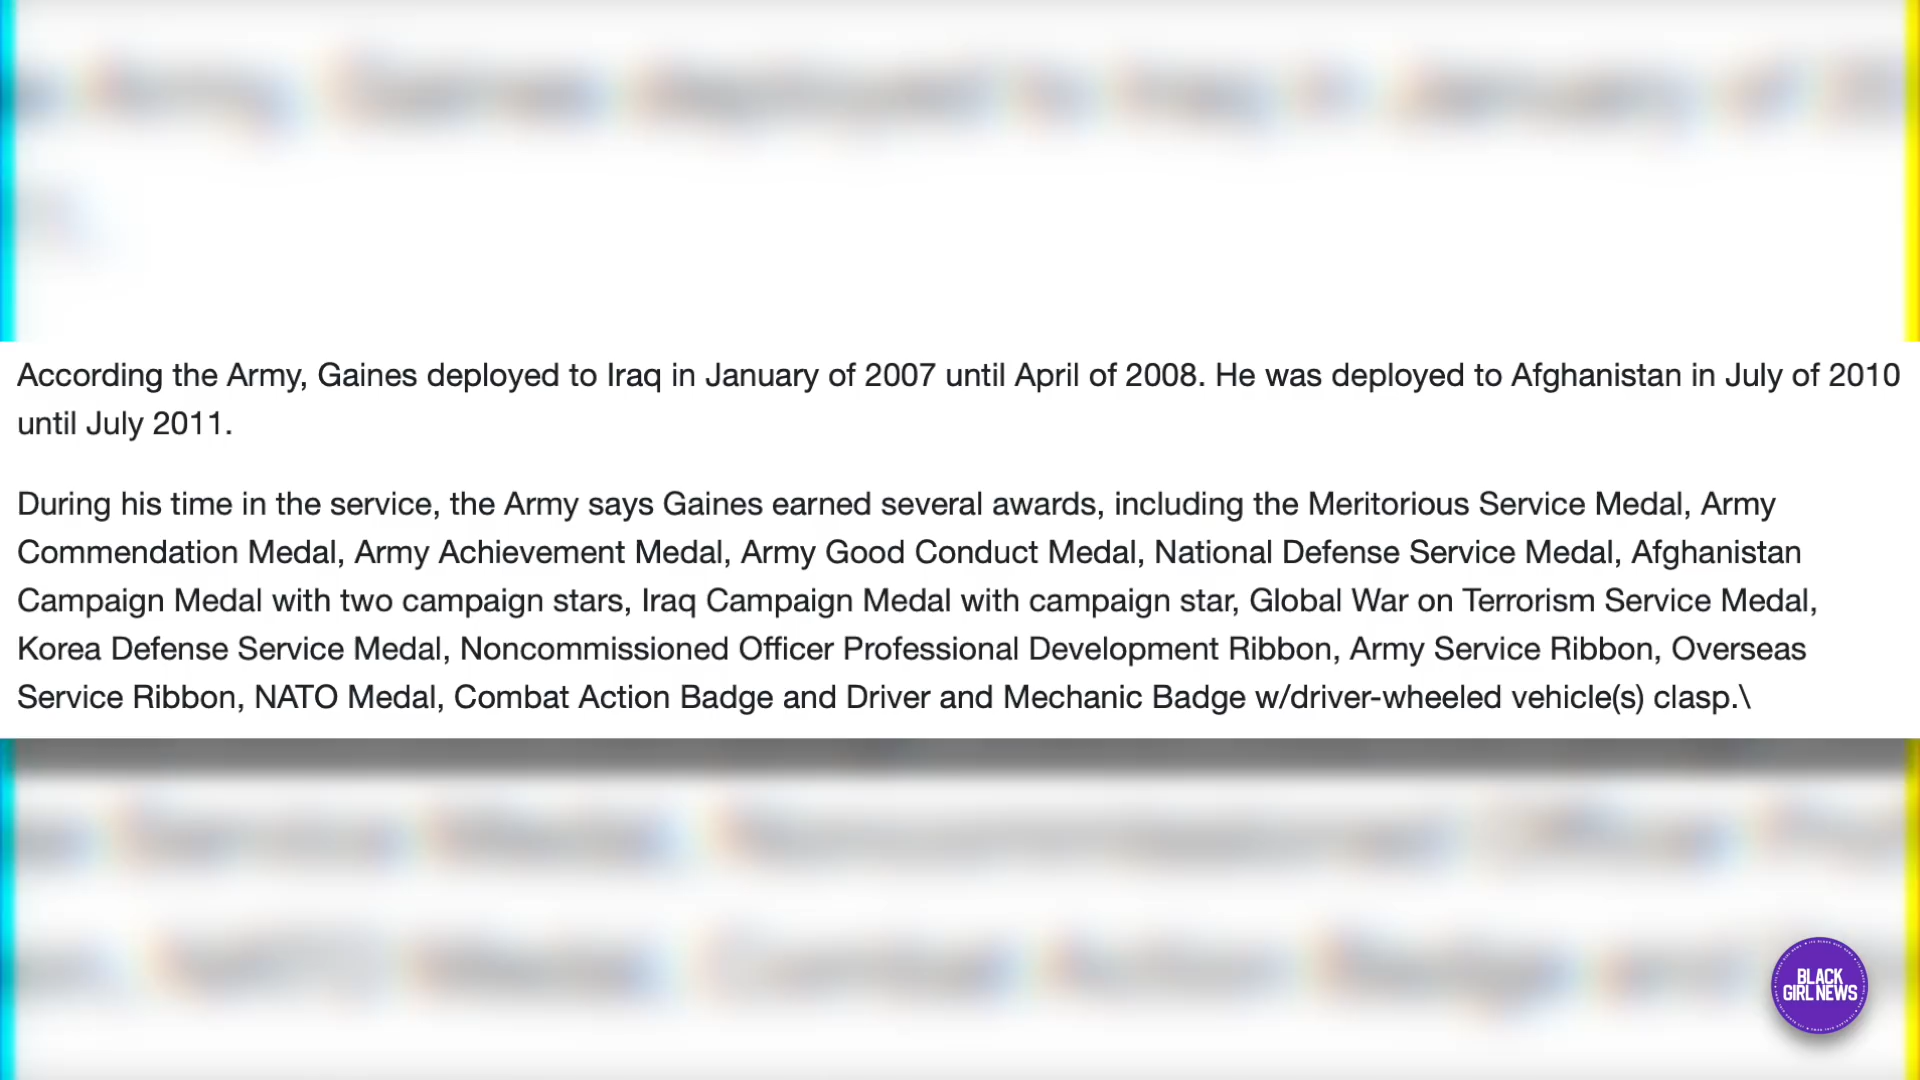 According the Army, Gaines deployed to Iraq in January of 2007 until April of 2008. He was deployed to Afghanistan in July of 2010
until July 2011.
During his time in the service, the Army says Gaines earned several awards, including the Meritorious Service Medal, Army
Commendation Medal, Army Achievement Medal, Army Good Conduct Medal, National Defense Service Medal, Afghanistan
Campaign Medal with two campaign stars, Iraq Campaign Medal with campaign star, Global War on Terrorism Service Medal,
Korea Defense Service Medal, Noncommissioned Officer Professional Development Ribbon, Army Service Ribbon, Overseas
Service Ribbon, NATO Medal, Combat Action Badge and Driver and Mechanic Badge w/driver-wheeled vehicle(s) clasp.\
BLACK
GIRL NEWS